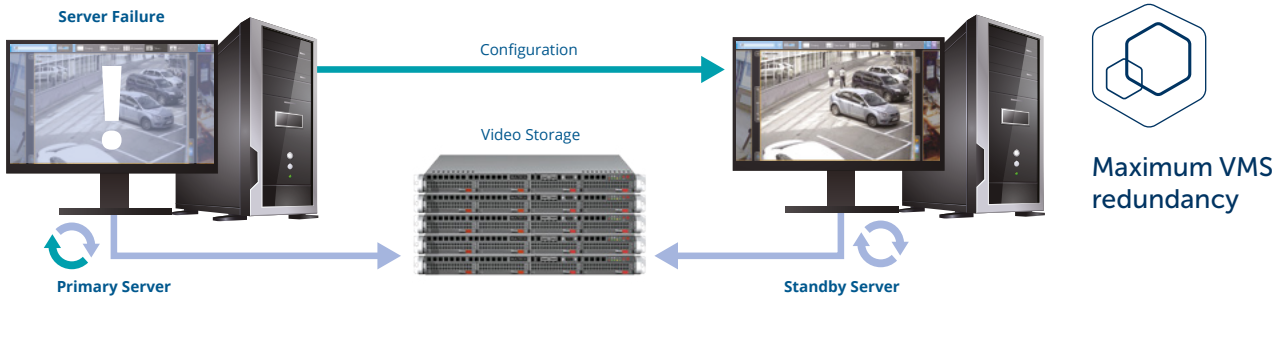 Server Failure
Configuration
Video Storage
Maximum VMS
redundancy
Primary Server
Standby Server